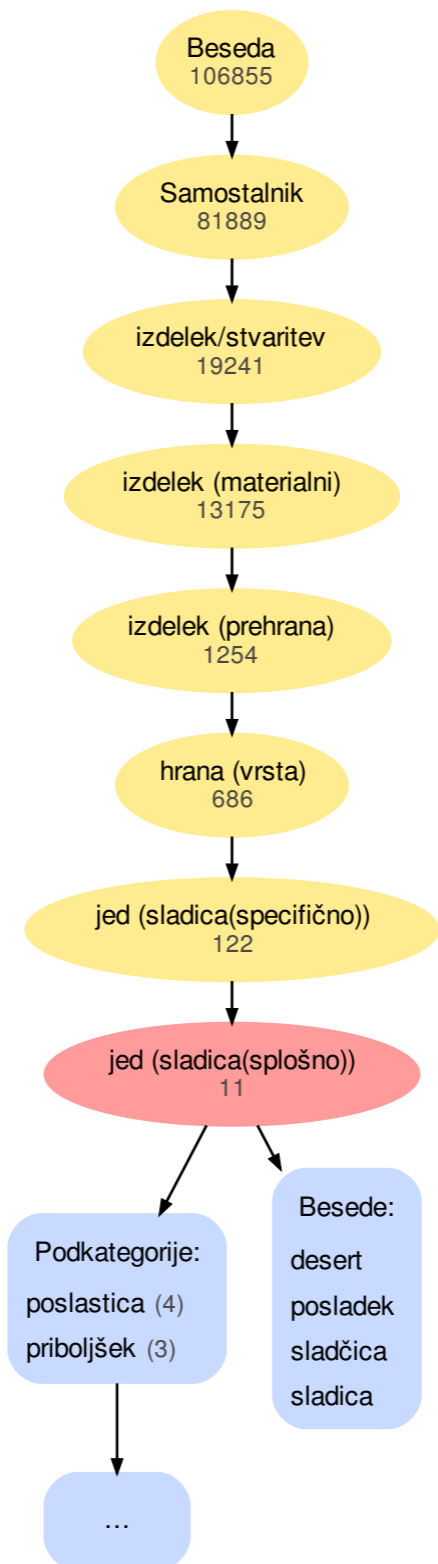 Beseda
106855
Samostalnik
81889
izdelek/stvaritev
19241
izdelek (materialni)
13175
izdelek (prehrana)
1254
hrana (vrsta)
686
jed (sladica(specifično))
122
jed (sladica(splošno))
11
Podkategorije:
poslastica (4)
priboljšek (3)
...
Besede:
desert
posladek
sladčica
sladica